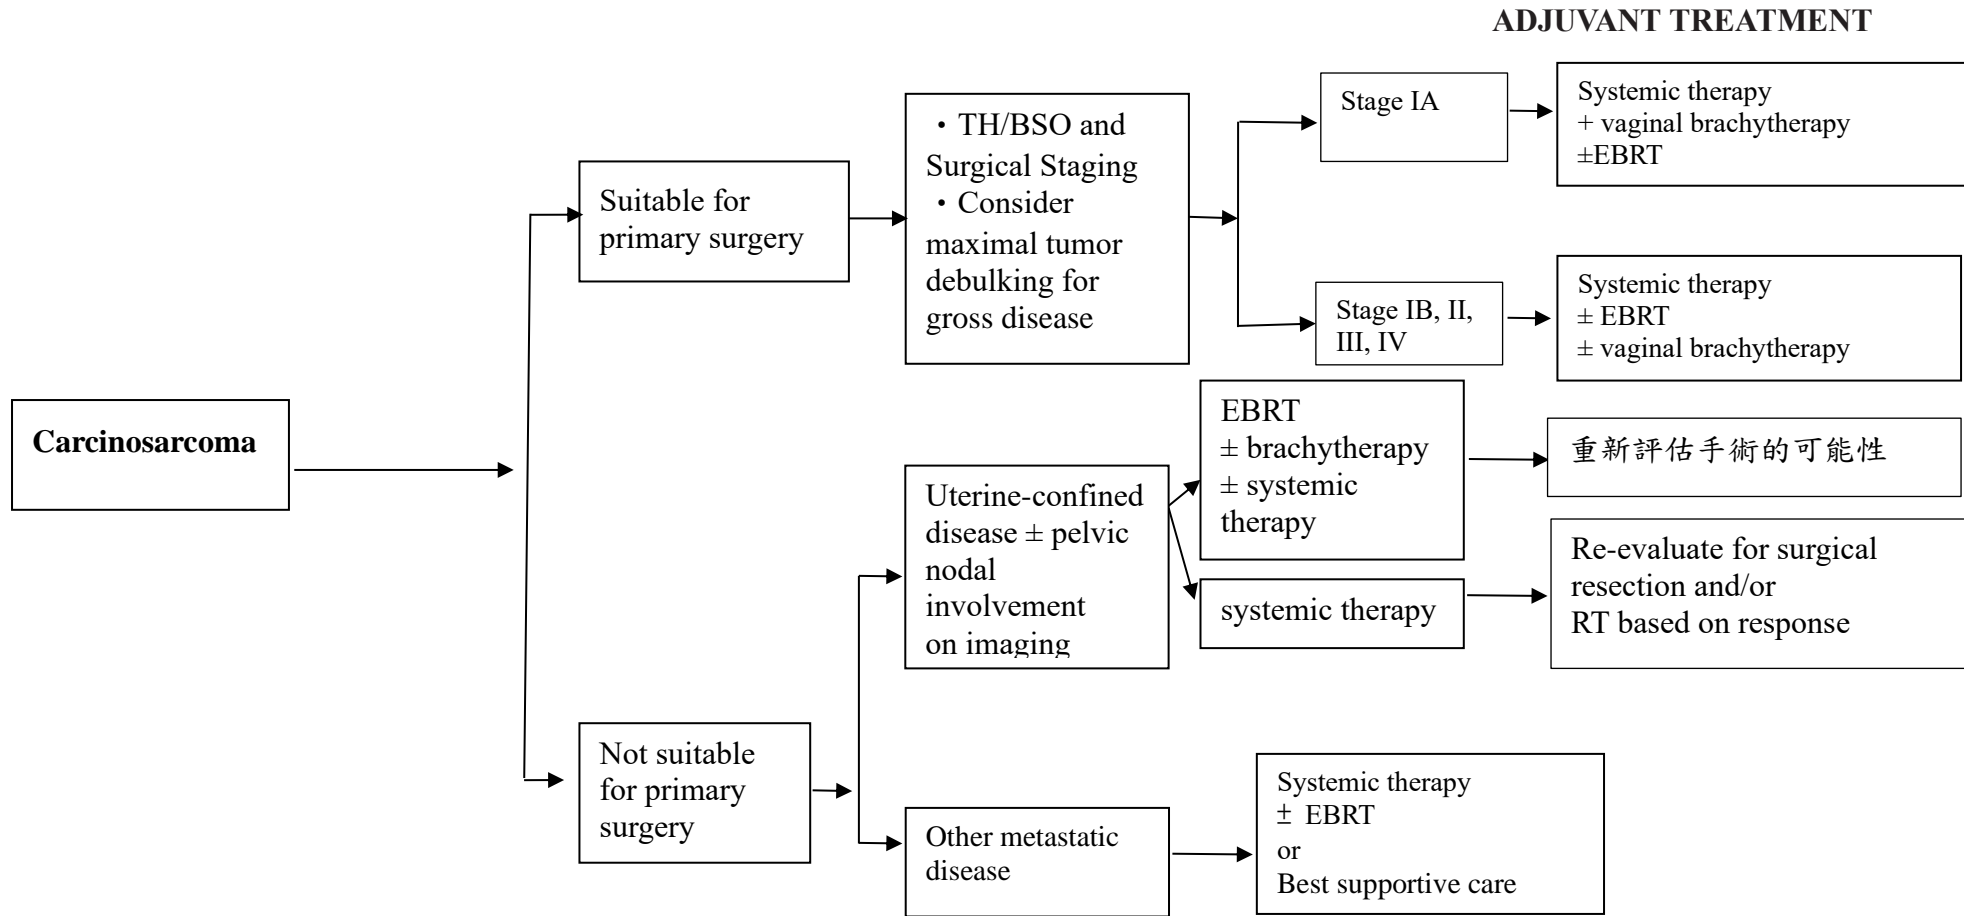 ADJUVANT TREATMENT
Stage IA
Systemic therapy
+ vaginal brachytherapy
±EBRT
・TH/BSO and
Surgical Staging
・Consider
maximal tumor
debulking for
gross disease
Suitable for
primary surgery
Stage IB, II,
III, IV
Systemic therapy
± EBRT
± vaginal brachytherapy
Carcinosarcoma
EBRT
± brachytherapy
± systemic
therapy
重新評估手術的可能性
Uterine-confined
disease ± pelvic
nodal
involvement
on imaging
systemic therapy
Re-evaluate for surgical
resection and/or
RT based on response
Not suitable
for primary
surgery
Other metastatic
disease
Systemic therapy
± EBRT
or
Best supportive care